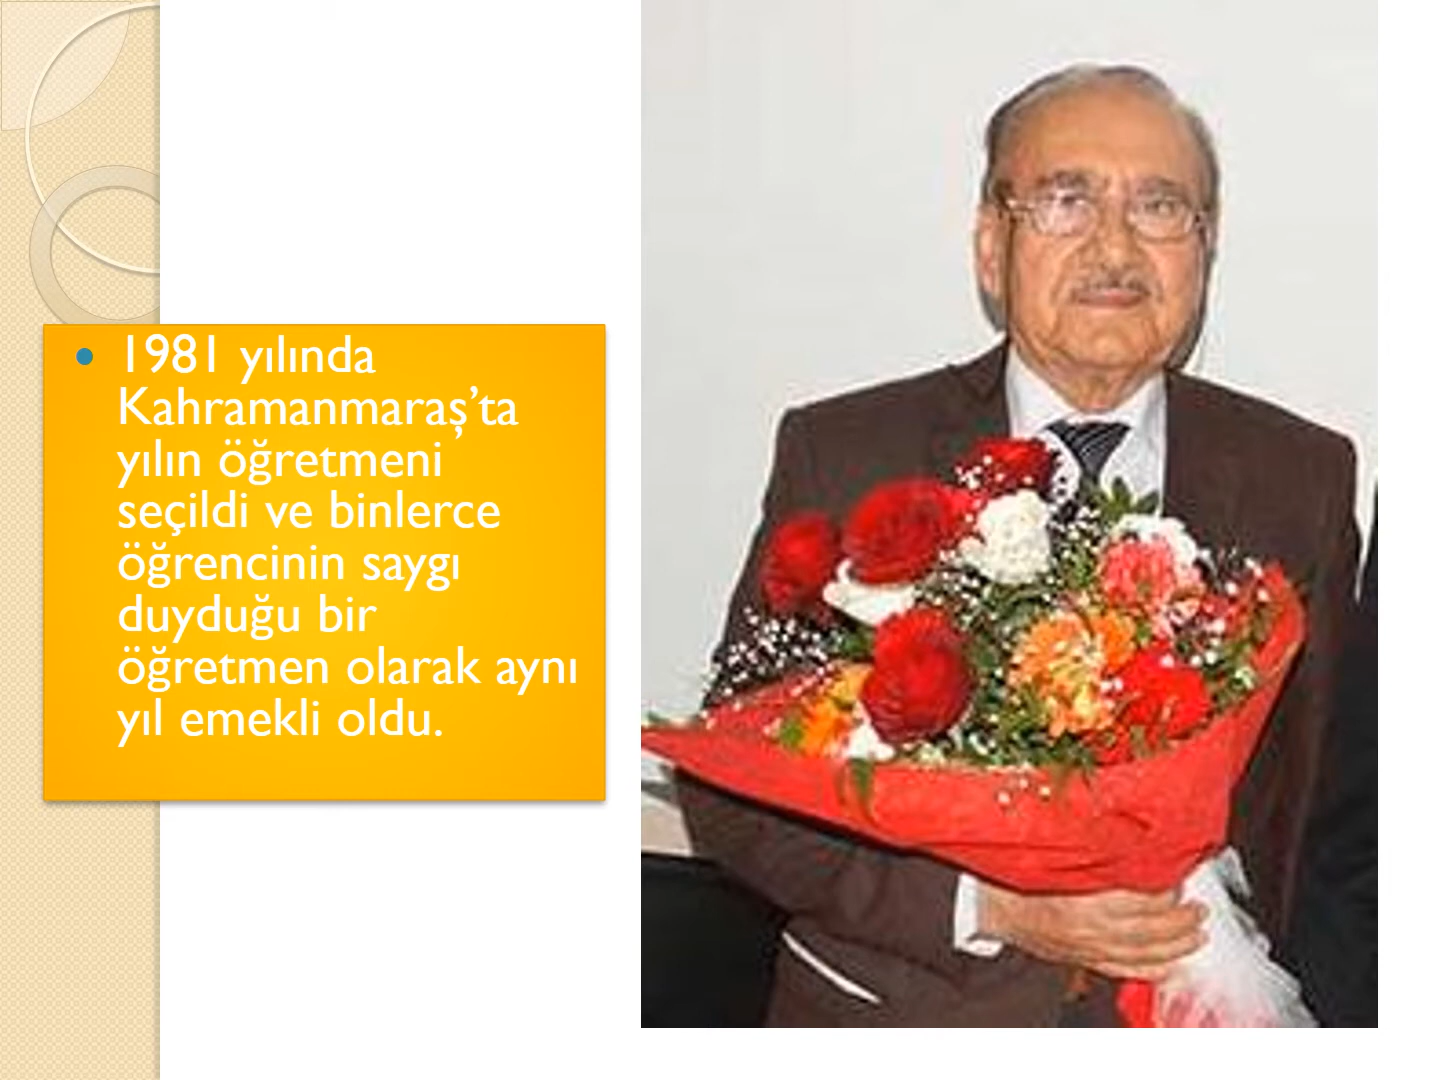 • 1981 yılında
Kahramanmaraş’ta
yılın öğretmeni
seçildi ve binlerce
öğrencinin saygı
duyduğu bir
öğretmen olarak aynı
yıl emekli oldu.